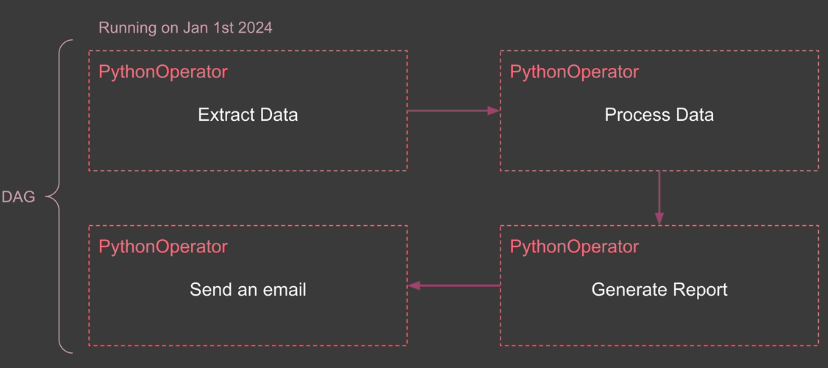 Running on Jan 1st 2024
PythonOperator
Extract Data
PythonOperator
Process Data
DAG
PythonOperator
Send an email
PythonOperator
Generate Report